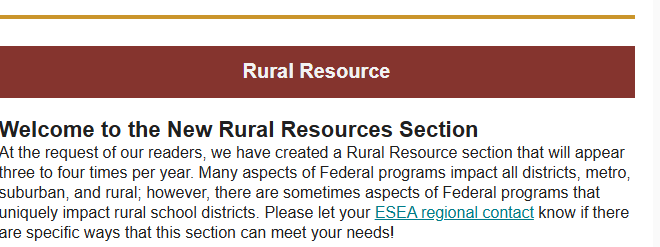 Rural Resource
Welcome to the New Rural Resources Section
At the request of our readers, we have created a Rural Resource section that will appear
three to four times per year. Many aspects of Federal programs impact all districts, metro,
suburban, and rural; however, there are sometimes aspects of Federal programs that
uniquely impact rural school districts. Please let your ESEA regional contact know if there
are specific ways that this section can meet your needs!